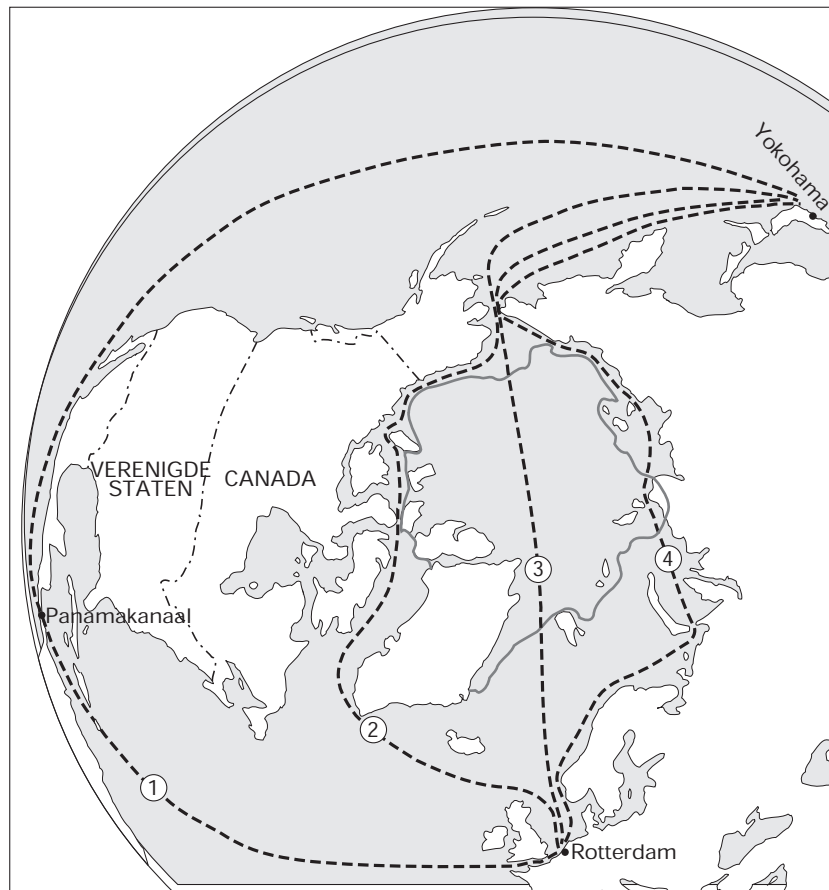 Yokohama
VERENIGDE
STATEN
CANADA
3
4
Panamakanaal
2
1
Rotterdam